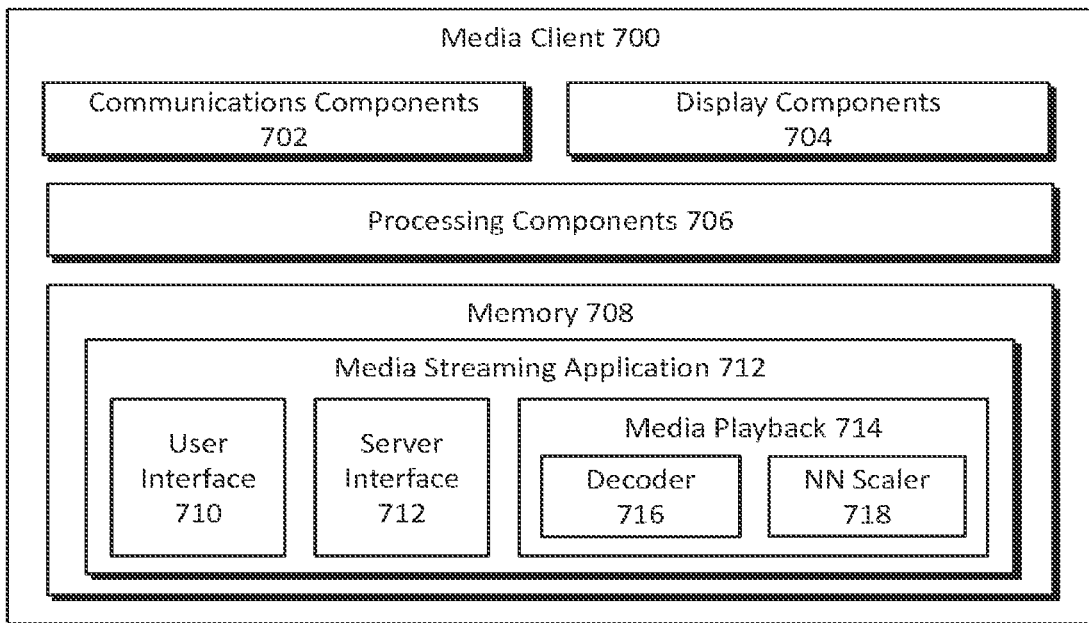 Media Client 700
Communications Components
702
Display Components
704
Processing Components 706
Memory 708
Media Streaming Application 712
User
Interface
710
Server
Interface
712
Media Playback 714
Decoder
716
NN Scaler
718